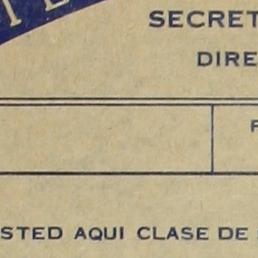 SECRET
DIRE
STED AQUI CLASE DE